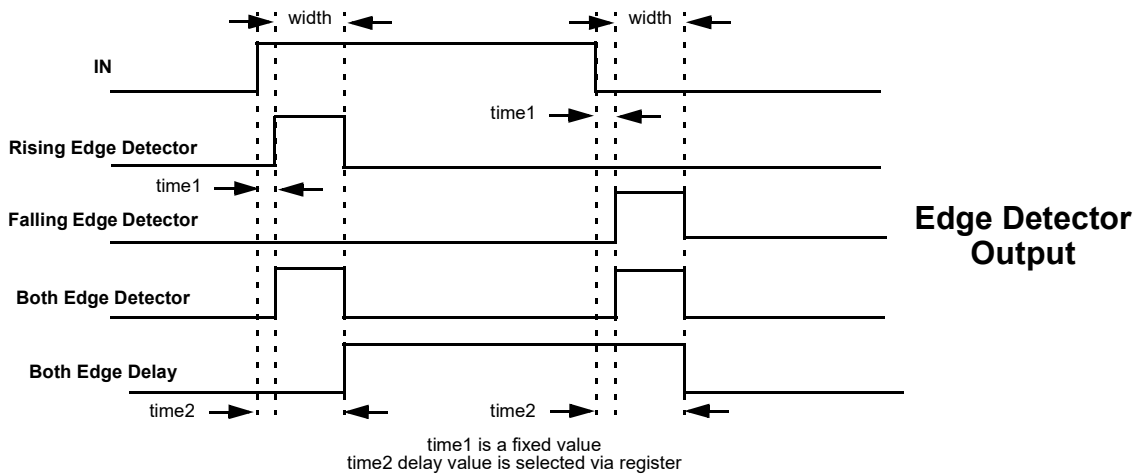 width
width
IN
time1
Rising Edge Detector
time1
Falling Edge Detector
Edge Detector
Output
Both Edge Detector
Both Edge Delay
time2
time2
time1 is a fixed value
time2 delay value is selected via register